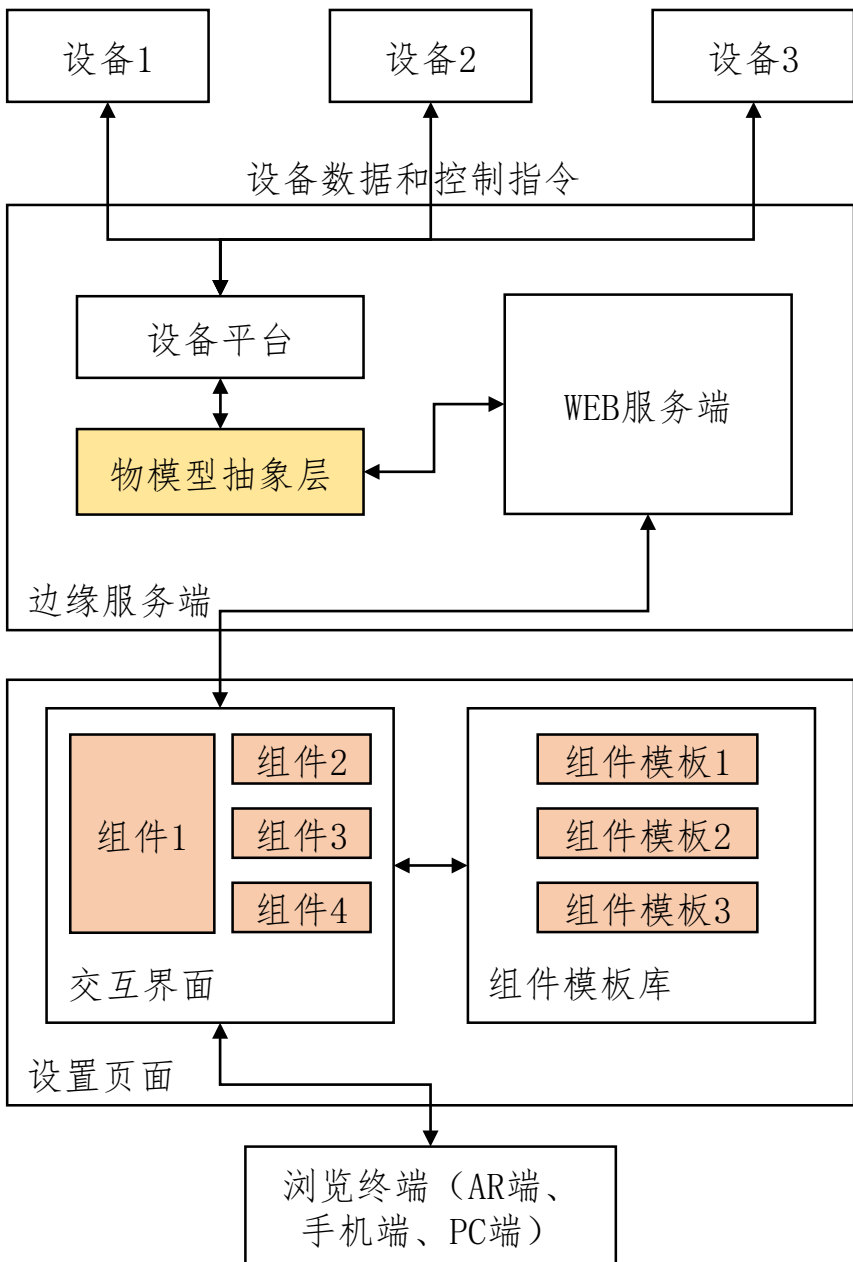 设备1
设备2
设备3
设备数据和控制指令
设备平台
WEB服务端
物模型抽象层
边缘服务端
组件1
组件2
组件3
组件4
交互界面
组件模板1
组件模板2
组件模板3
组件模板库
设置页面
浏览终端（AR端、
手机端、PC端）